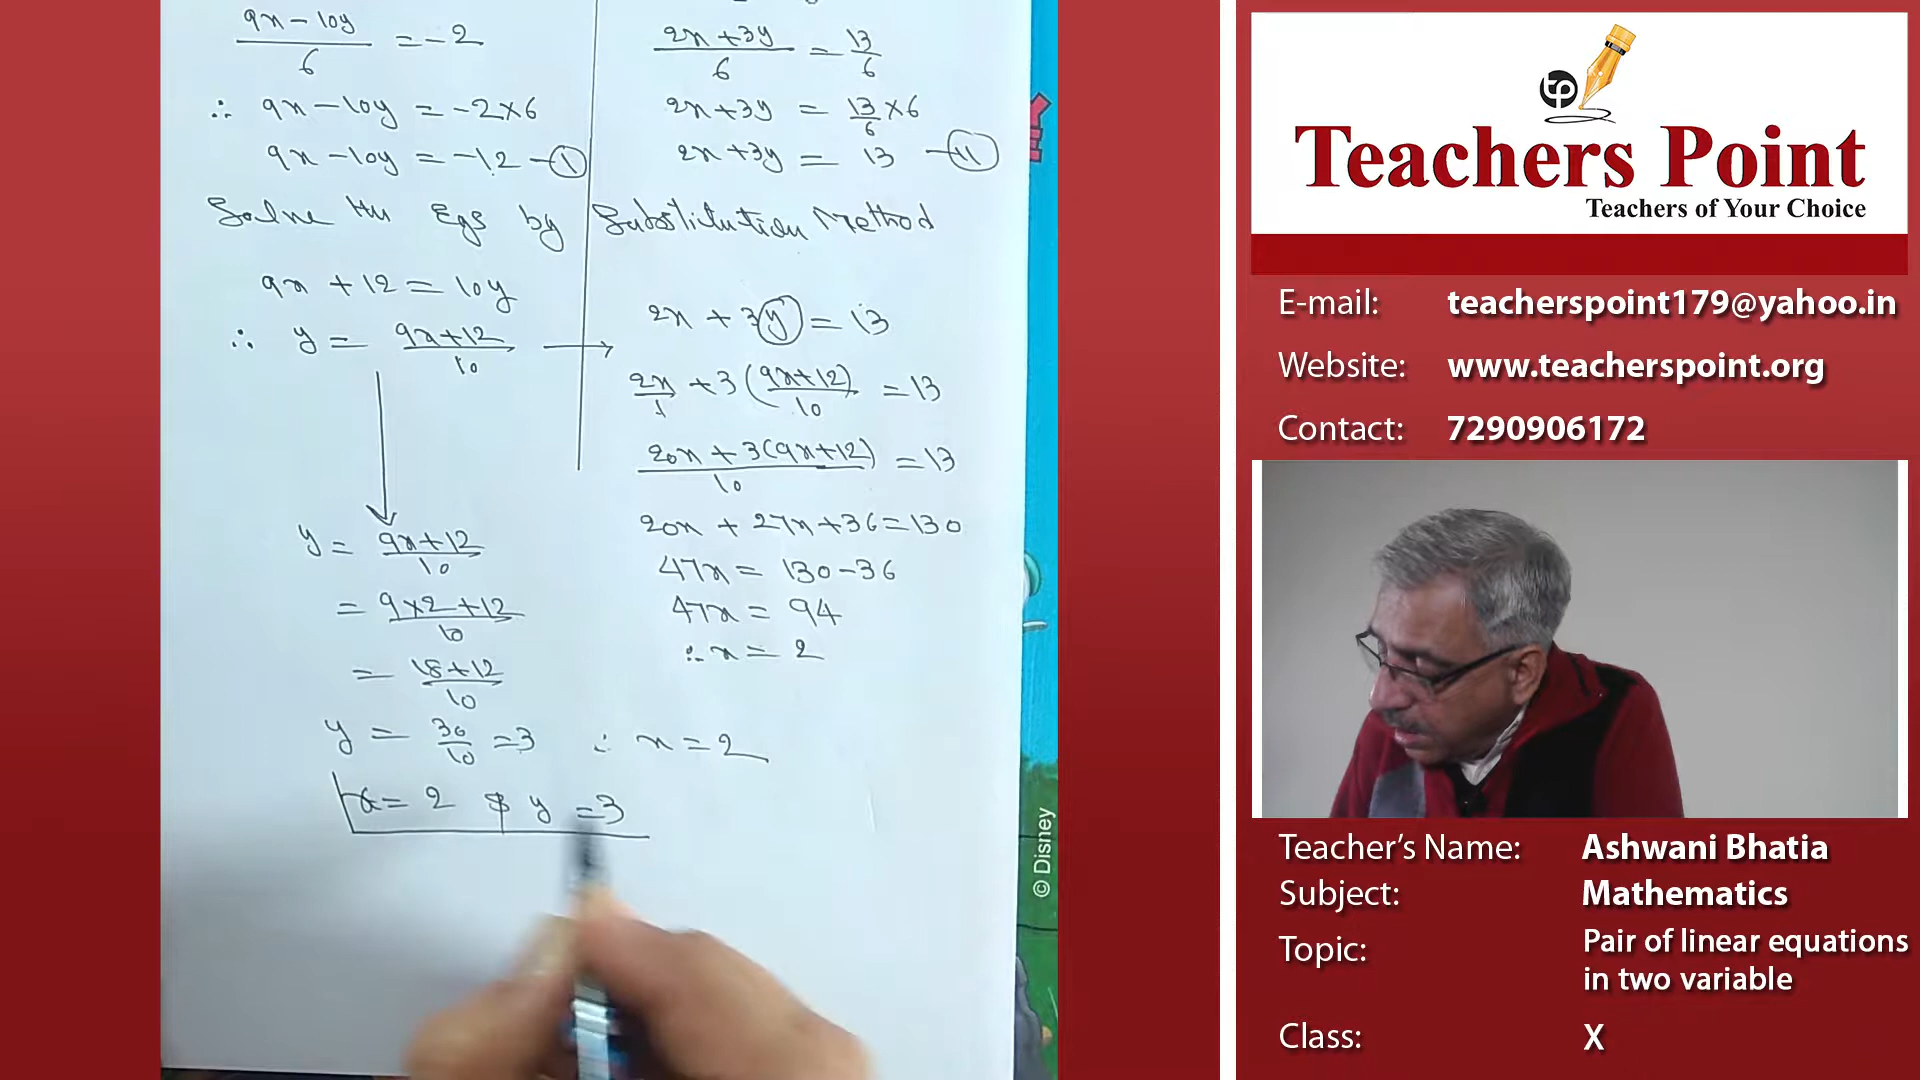 9x-10y/6 = -2
∴ 9x-10y = -2×6
9x-10y = -12 -①
2x+3y/6 = 13/6
2x+3y = 13/6 ×6
2x+3y = 13 -⑪
Solve the Eqs by Substitution Method
9x+12 = 10y
∴ y = 9x+12/10 →
2x+3y = 13
2x/1 +3(9x+12/10) = 13
20x+3(9x+12)/10 = 13
20x+27x+36=130
47x = 130-36
47x = 94
∴ x = 2
y = 9x+12/10
= 9×2+12/10
= 18+12/10
y = 30/10 =3 ∴ x = 2
x = 2 $ y =3
© Disney
tp
Teachers Point
Teachers of Your Choice
E-mail: teacherspoint179@yahoo.in
Website: www.teacherspoint.org
Contact: 7290906172
Teacher's Name: Ashwani Bhatia
Subject: Mathematics
Topic: Pair of linear equations
in two variable
Class: X